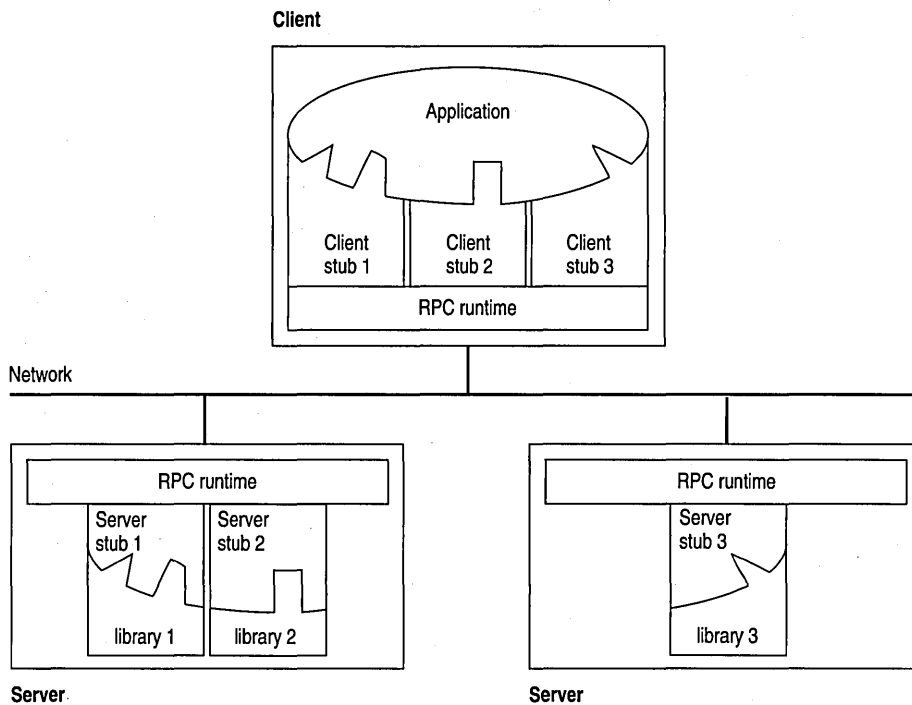 Client
Application
Client
stub 1
Client
stub 2
Client
stub 3
RPC runtime
Network
RPC runtime
Server
stub 1
Server
stub 2
library 1
library 2
Server
RPC runtime
Server
stub 3
library 3
Server